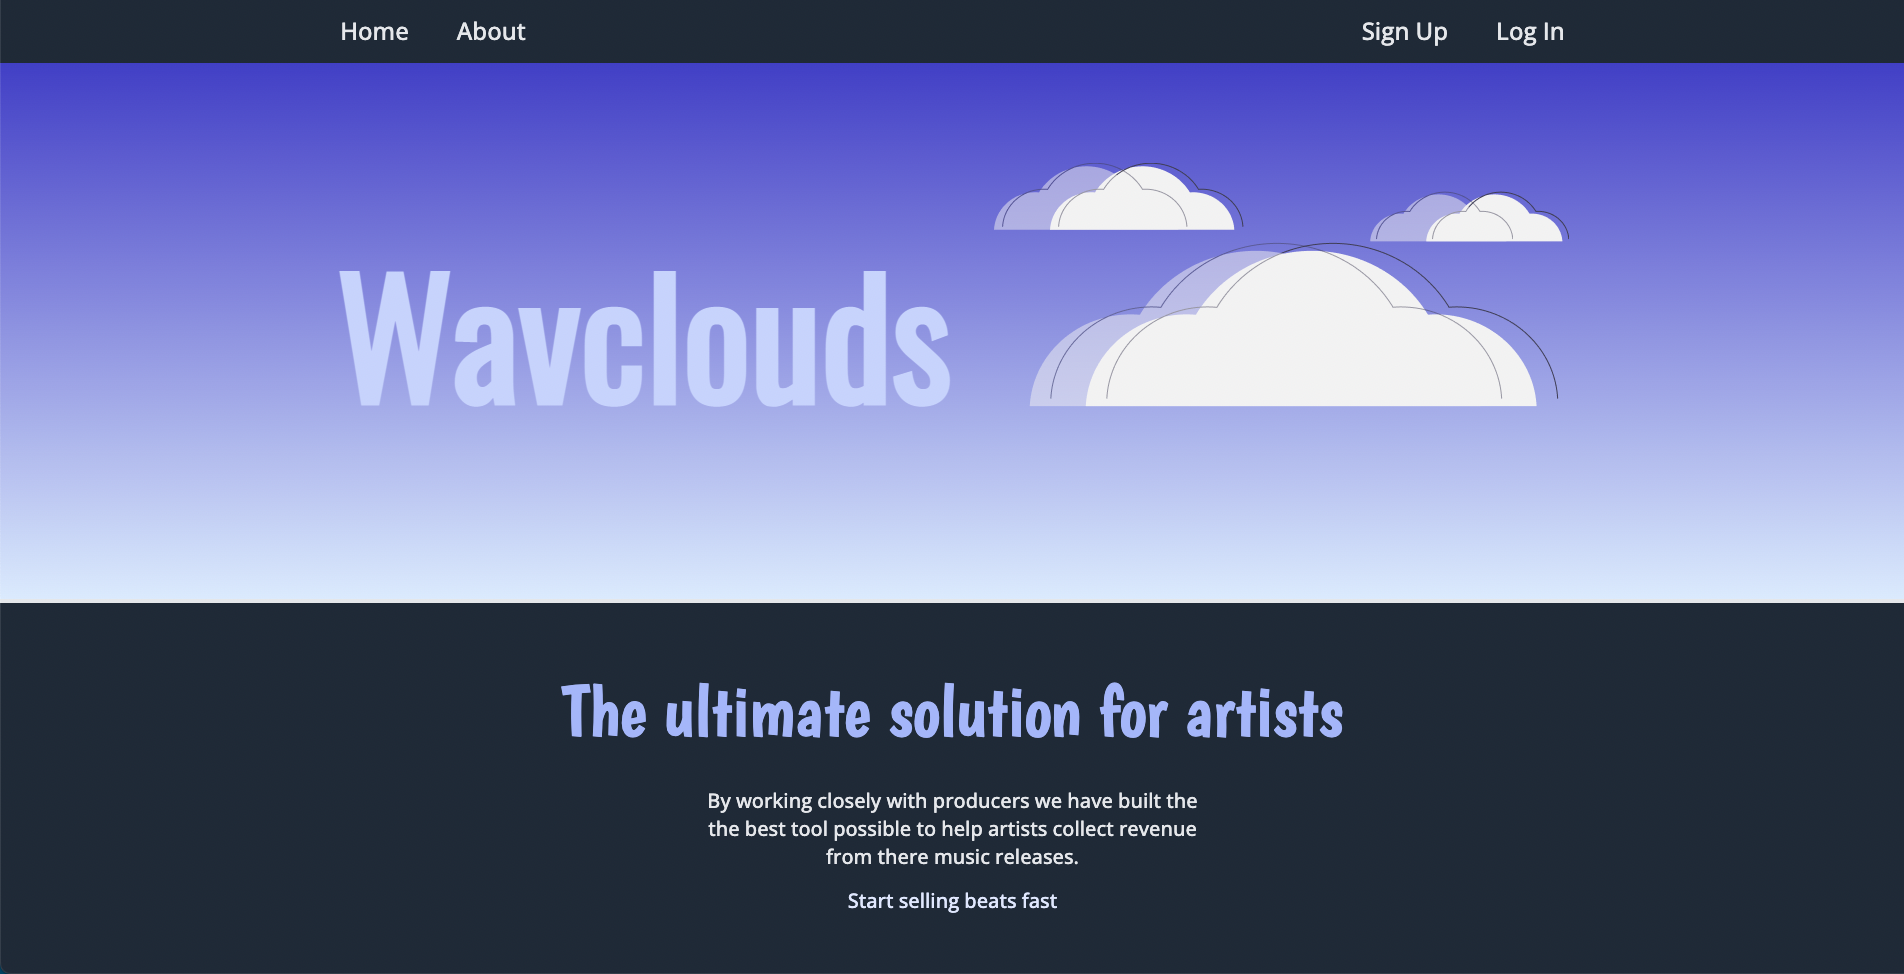 Home About Sign Up Log In
Wavclouds
The ultimate solution for artists
By working closely with producers we have built the
the best tool possible to help artists collect revenue
from there music releases.
Start selling beats fast